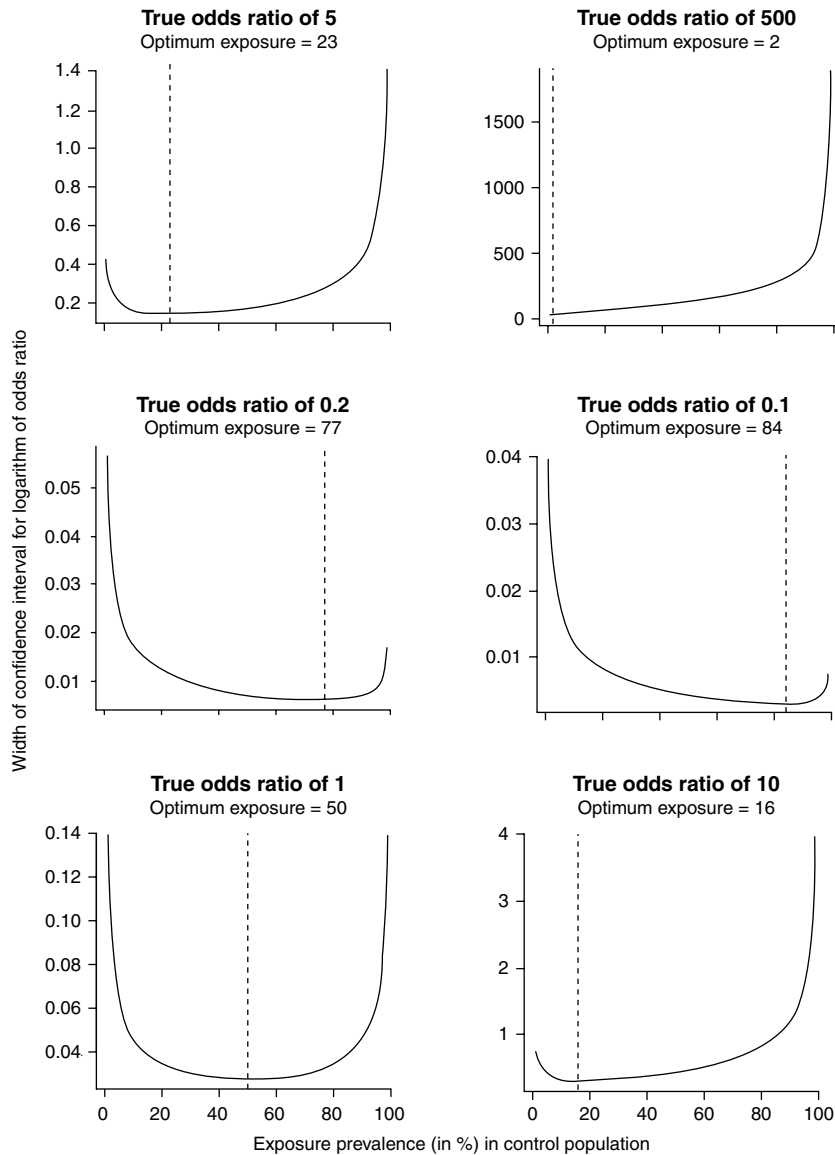 True odds ratio of 5
Optimum exposure = 23
1.4
1.2
1.0
0.8
0.6
0.4
0.2
True odds ratio of 500
Optimum exposure = 2
1500
1000
500
0
Width of confidence interval for logarithm of odds ratio
True odds ratio of 0.2
Optimum exposure = 77
0.05
0.04
0.03
0.02
0.01
True odds ratio of 0.1
Optimum exposure = 84
0.04
0.03
0.02
0.01
True odds ratio of 1
Optimum exposure = 50
0.14
0.12
0.10
0.08
0.06
0.04
0 20 40 60 80 100
True odds ratio of 10
Optimum exposure = 16
4
3
2
1
0 20 40 60 80 100
Exposure prevalence (in %) in control population